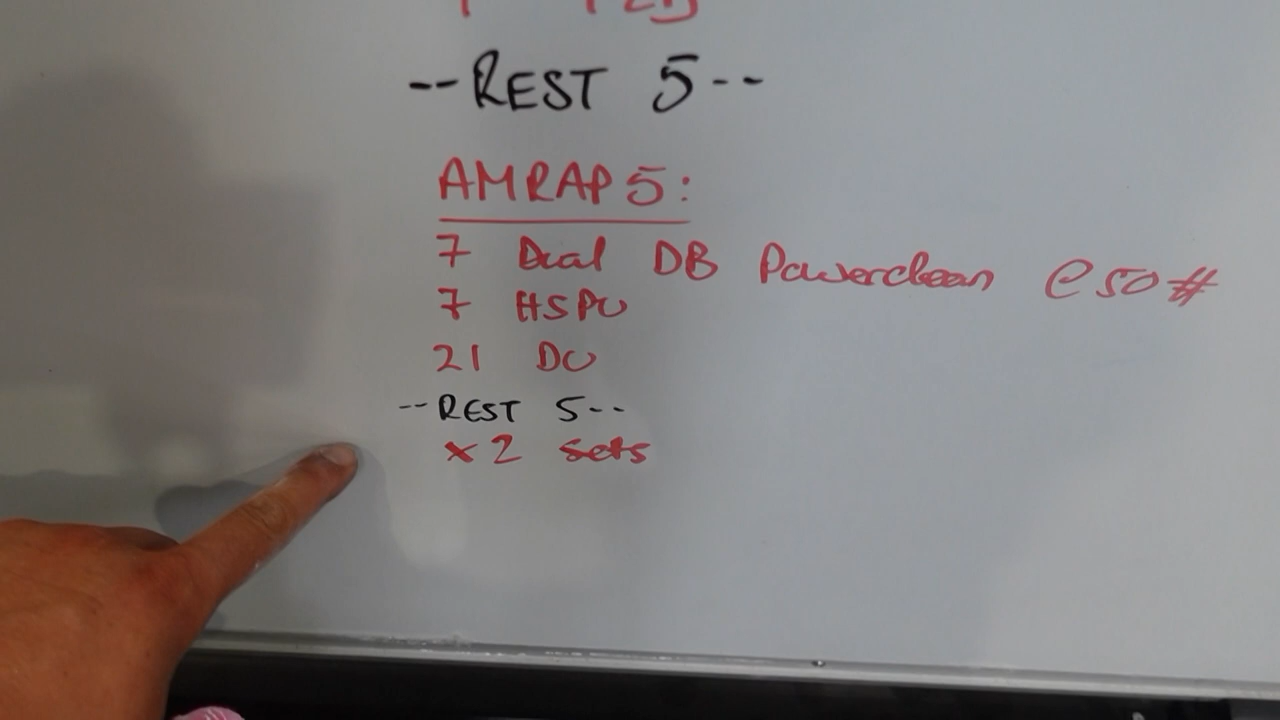 --REST 5--
AMRAP 5:
7 Dual DB Powerclean @ 50#
7 HSPU
21 DU
--REST 5--
x2 sets